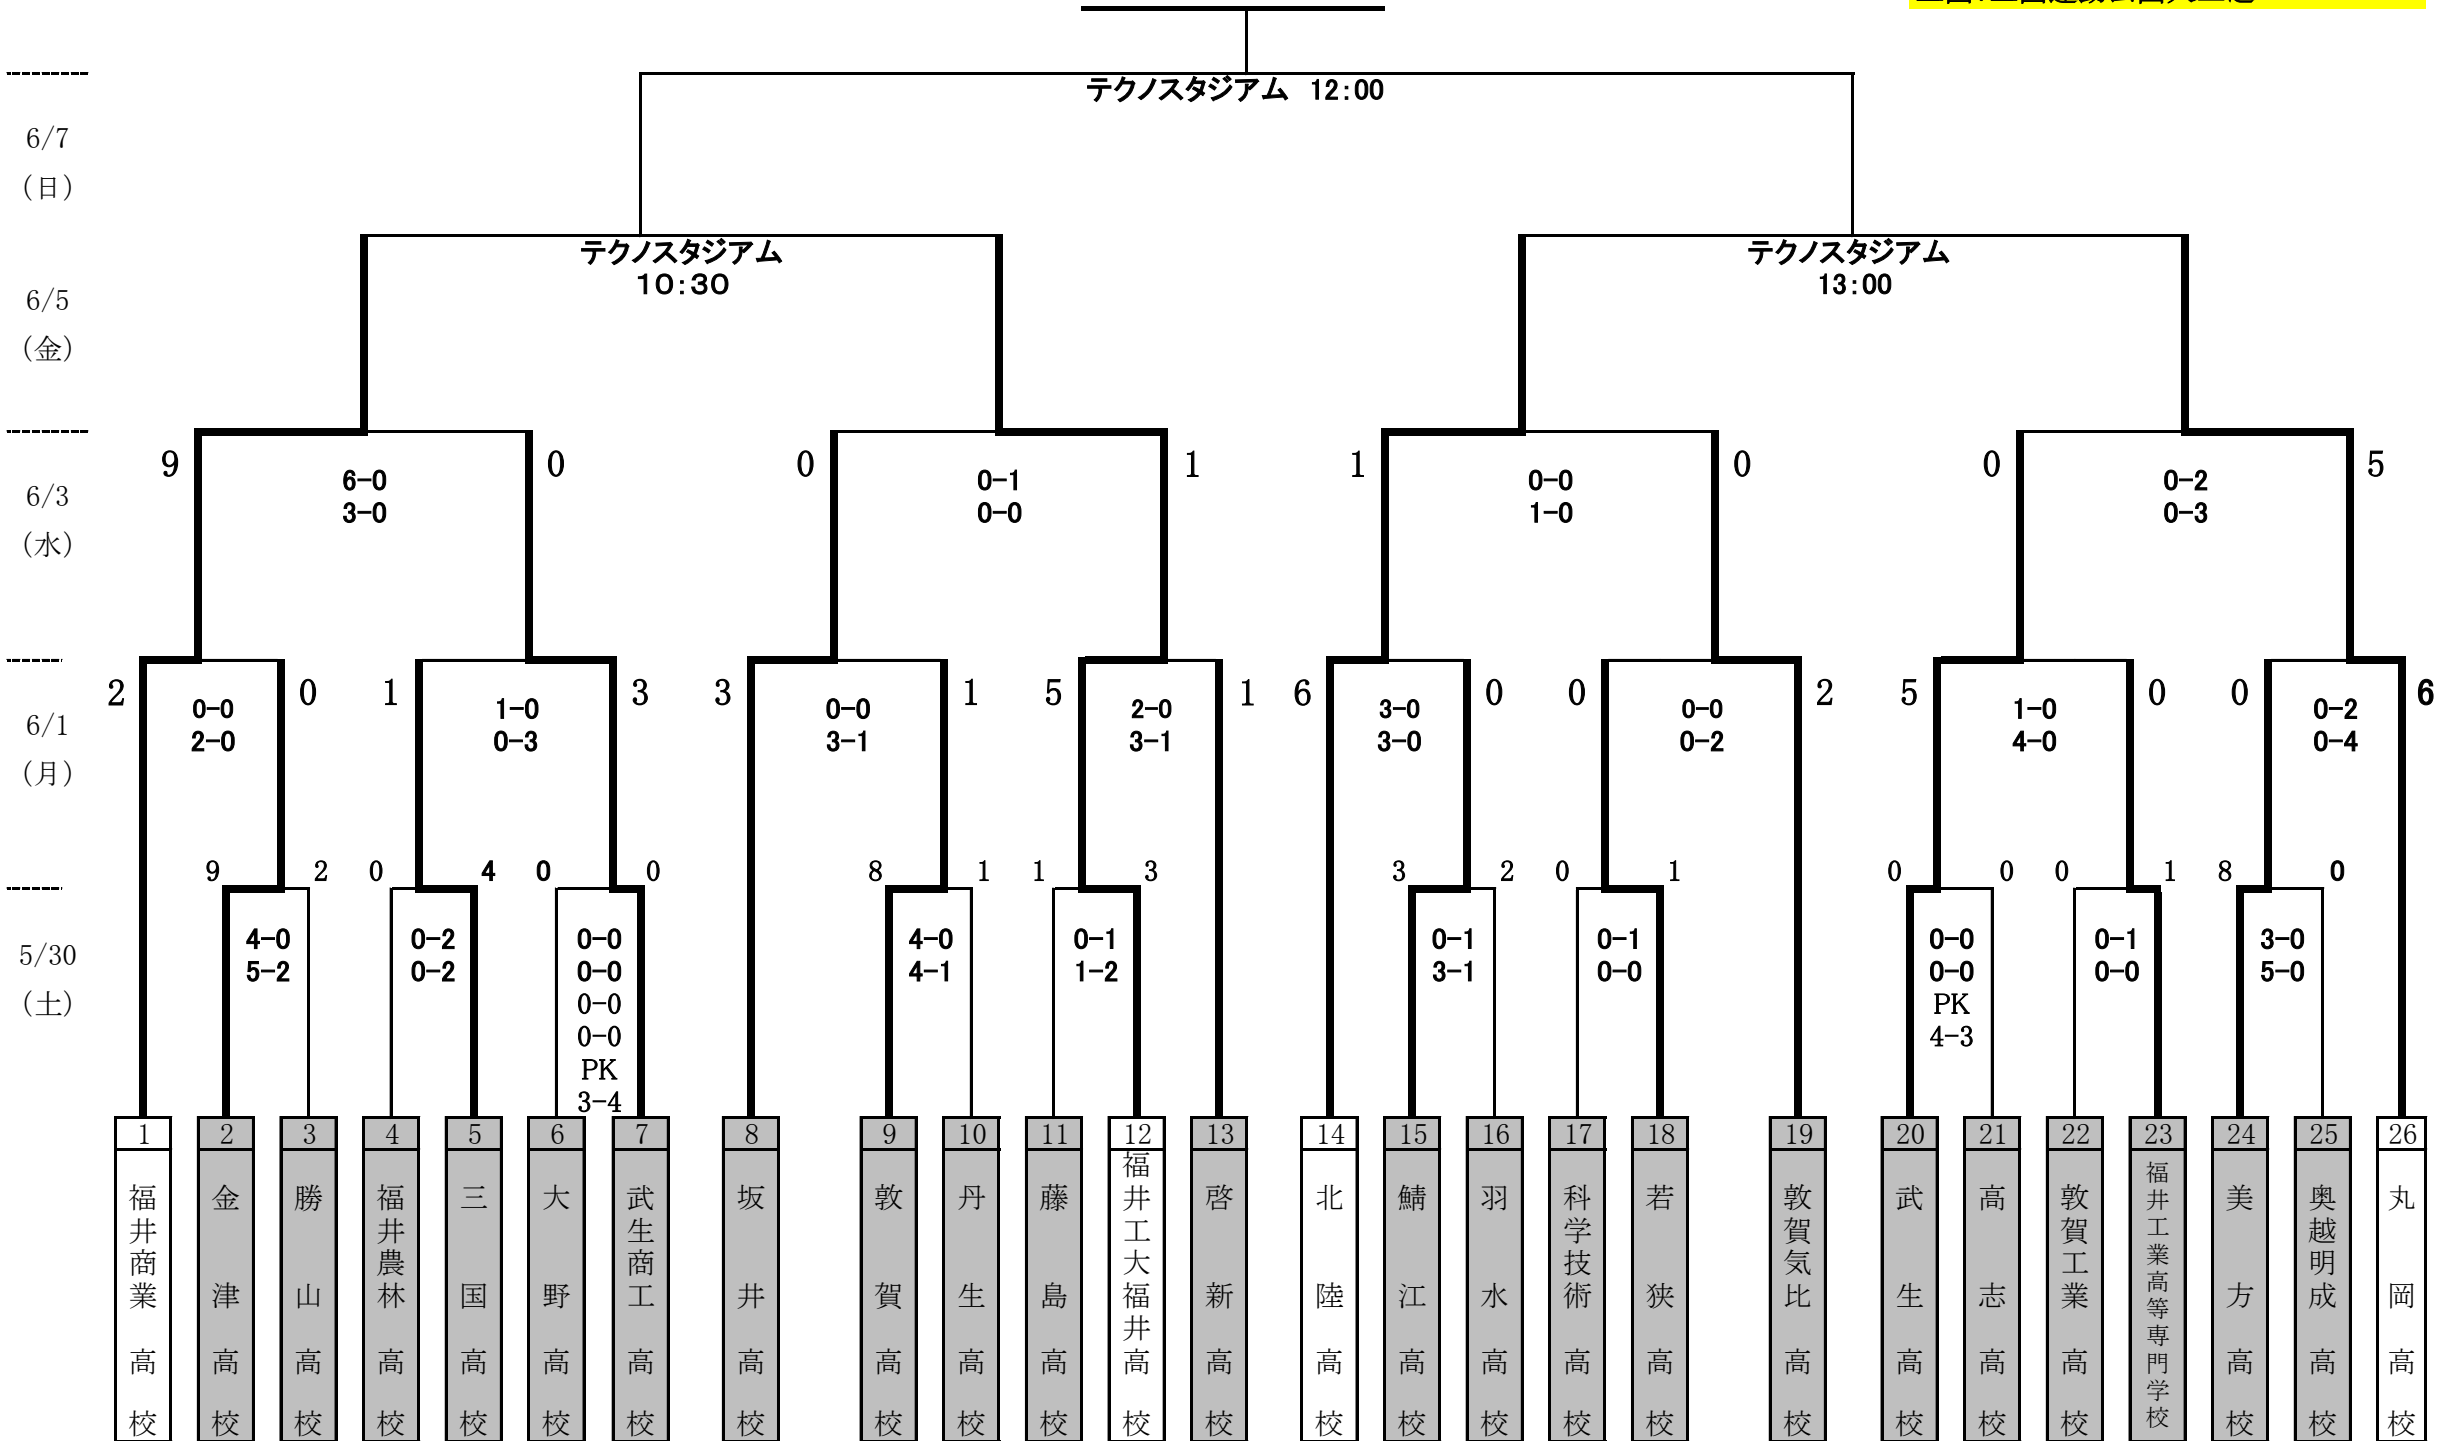 テクノスタジアム 12:00
6/7
(日)
テクノスタジアム
10:30
テクノスタジアム
13:00
6/5
(金)
9 0 0 1 1 0 0 5
6-0 0-1 0-0 0-2
3-0 0-0 1-0 0-3
6/3
(水)
2 0 1 3 3 1 5 1 6 0 0 2 5 0 0 6
0-0 1-0 0-0 2-0 3-0 0-0 1-0 0-2
2-0 0-3 3-1 3-1 3-0 0-2 4-0 0-4
6/1
(月)
9 2 0 4 0 0 8 1 1 3 3 2 0 1 0 0 0 1 8 0
4-0 0-2 0-0 4-0 0-1 0-1 0-1 0-0 0-1 3-0
5-2 0-2 0-0 4-1 1-2 3-1 0-0 0-0 0-0 5-0
0-0 PK
0-0 4-3
PK
3-4
5/30
(土)
1 福井商業高校
2 金津高校
3 勝山高校
4 福井農林高校
5 三国高校
6 大野高校
7 武生商工高校
8 坂井高校
9 敦賀高校
10 丹生高校
11 藤島高校
12 福井工大福井高校
13 啓新高校
14 北陸高校
15 鯖江高校
16 羽水高校
17 科学技術高校
18 若狭高校
19 敦賀気比高校
20 武生高校
21 高志高校
22 敦賀工業高校
23 福井工業高等専門学校
24 美方高校
25 奥越明成高校
26 丸岡高校